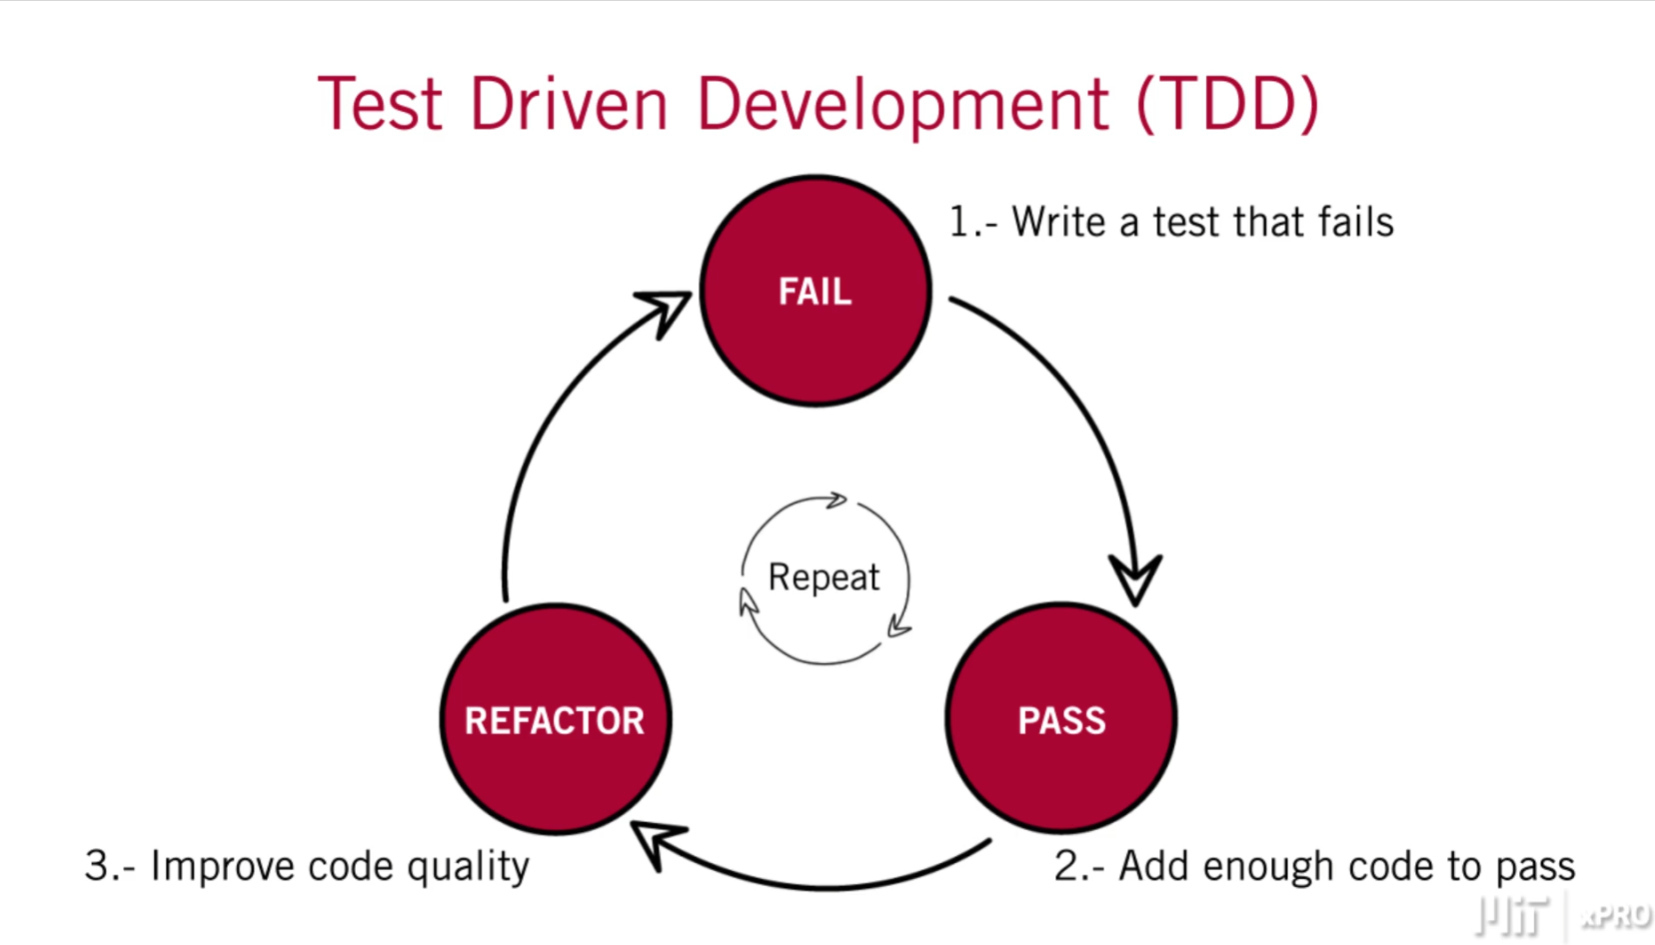 Test Driven Development (TDD)
1.- Write a test that fails
FAIL
Repeat
REFACTOR
PASS
3.- Improve code quality
2.- Add enough code to pass
MIT | xPRO